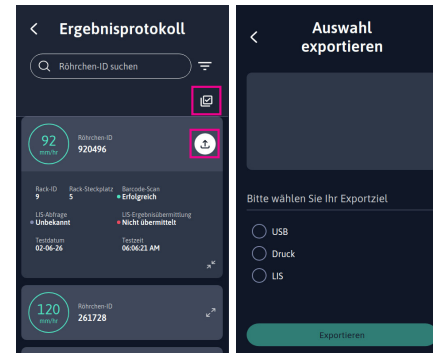 Ergebnisprotokoll
Röhrchen-ID suchen
92
mm/hr
Röhrchen-ID
920496
Rack-ID
9
Rack-Steckplatz
5
Barcode-Scan
Erfolgreich
LIS-Abfrage
Unbekannt
LIS-Ergebnisübermittlung
Nicht übermittelt
Testdatum
02-06-26
Testzeit
06:06:21 AM
120
mm/hr
Röhrchen-ID
261728
Auswahl
exportieren
Bitte wählen Sie Ihr Exportziel
USB
Druck
LIS
Exportieren